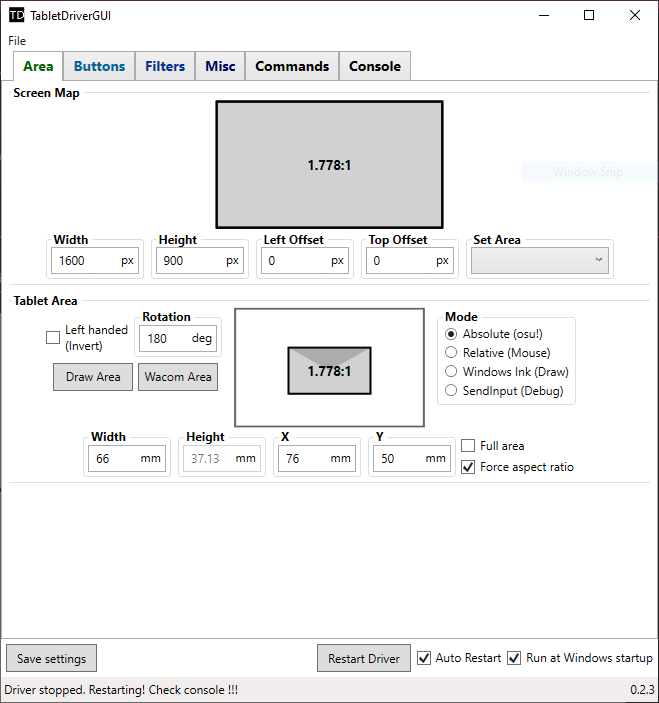 TD TabletDriverGUI
File
Area Buttons Filters Misc Commands Console
Screen Map
1.778:1
Window Snip
Width Height Left Offset Top Offset Set Area
1600 px 900 px 0 px 0 px
Tablet Area
Left handed
(Invert)
Rotation
180 deg
Draw Area Wacom Area
1.778:1
Mode
Absolute (osu!)
Relative (Mouse)
Windows Ink (Draw)
SendInput (Debug)
Width Height X Y
66 mm 37.13 mm 76 mm 50 mm
Full area
Force aspect ratio
Save settings Restart Driver Auto Restart Run at Windows startup
Driver stopped. Restarting! Check console !!! 0.2.3